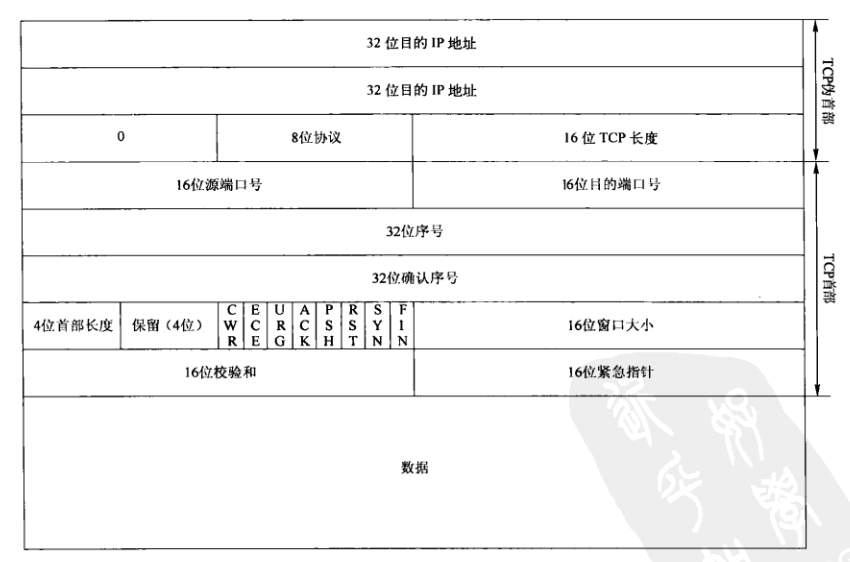 32 位目的 IP 地址
32 位目的 IP 地址
0 8位协议 16 位 TCP 长度
TCP伪首部
16位源端口号 16位目的端口号
32位序号
32位确认序号
4位首部长度 保留（4位） CWR ECE URG ACK PSH RST SYN FIN 16位窗口大小
16位校验和 16位紧急指针
TCP首部
数据